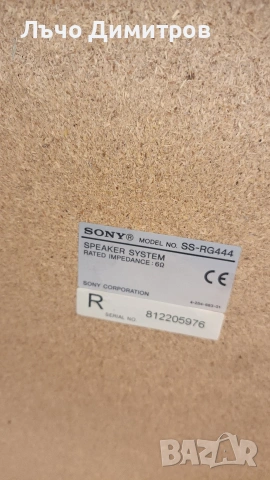 Лъчо Димитров
SONY® MODEL NO. SS-RG444
SPEAKER SYSTEM
RATED IMPEDANCE : 6Ω
CE
SONY CORPORATION
R
SERIAL NO. 812205976
BAZAR